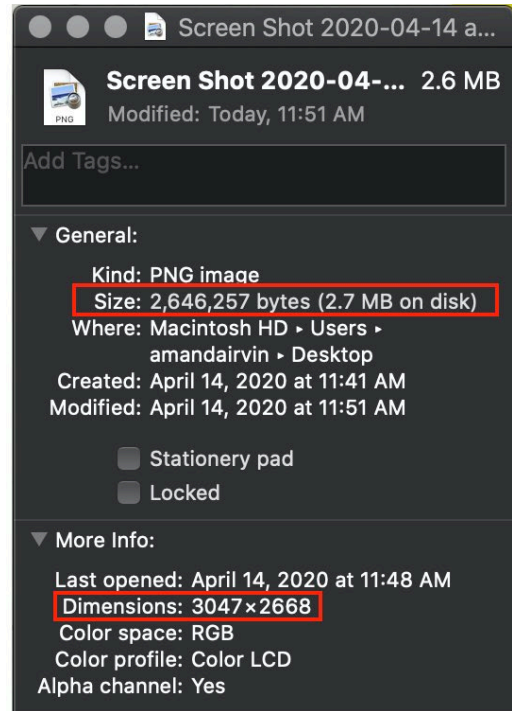 Screen Shot 2020-04-14 a...
Screen Shot 2020-04-... 2.6 MB
PNG
Modified: Today, 11:51 AM
Add Tags...
General:
Kind: PNG image
Size: 2,646,257 bytes (2.7 MB on disk)
Where: Macintosh HD ▸ Users ▸
amandairvin ▸ Desktop
Created: April 14, 2020 at 11:41 AM
Modified: April 14, 2020 at 11:51 AM
Stationery pad
Locked
More Info:
Last opened: April 14, 2020 at 11:48 AM
Dimensions: 3047×2668
Color space: RGB
Color profile: Color LCD
Alpha channel: Yes